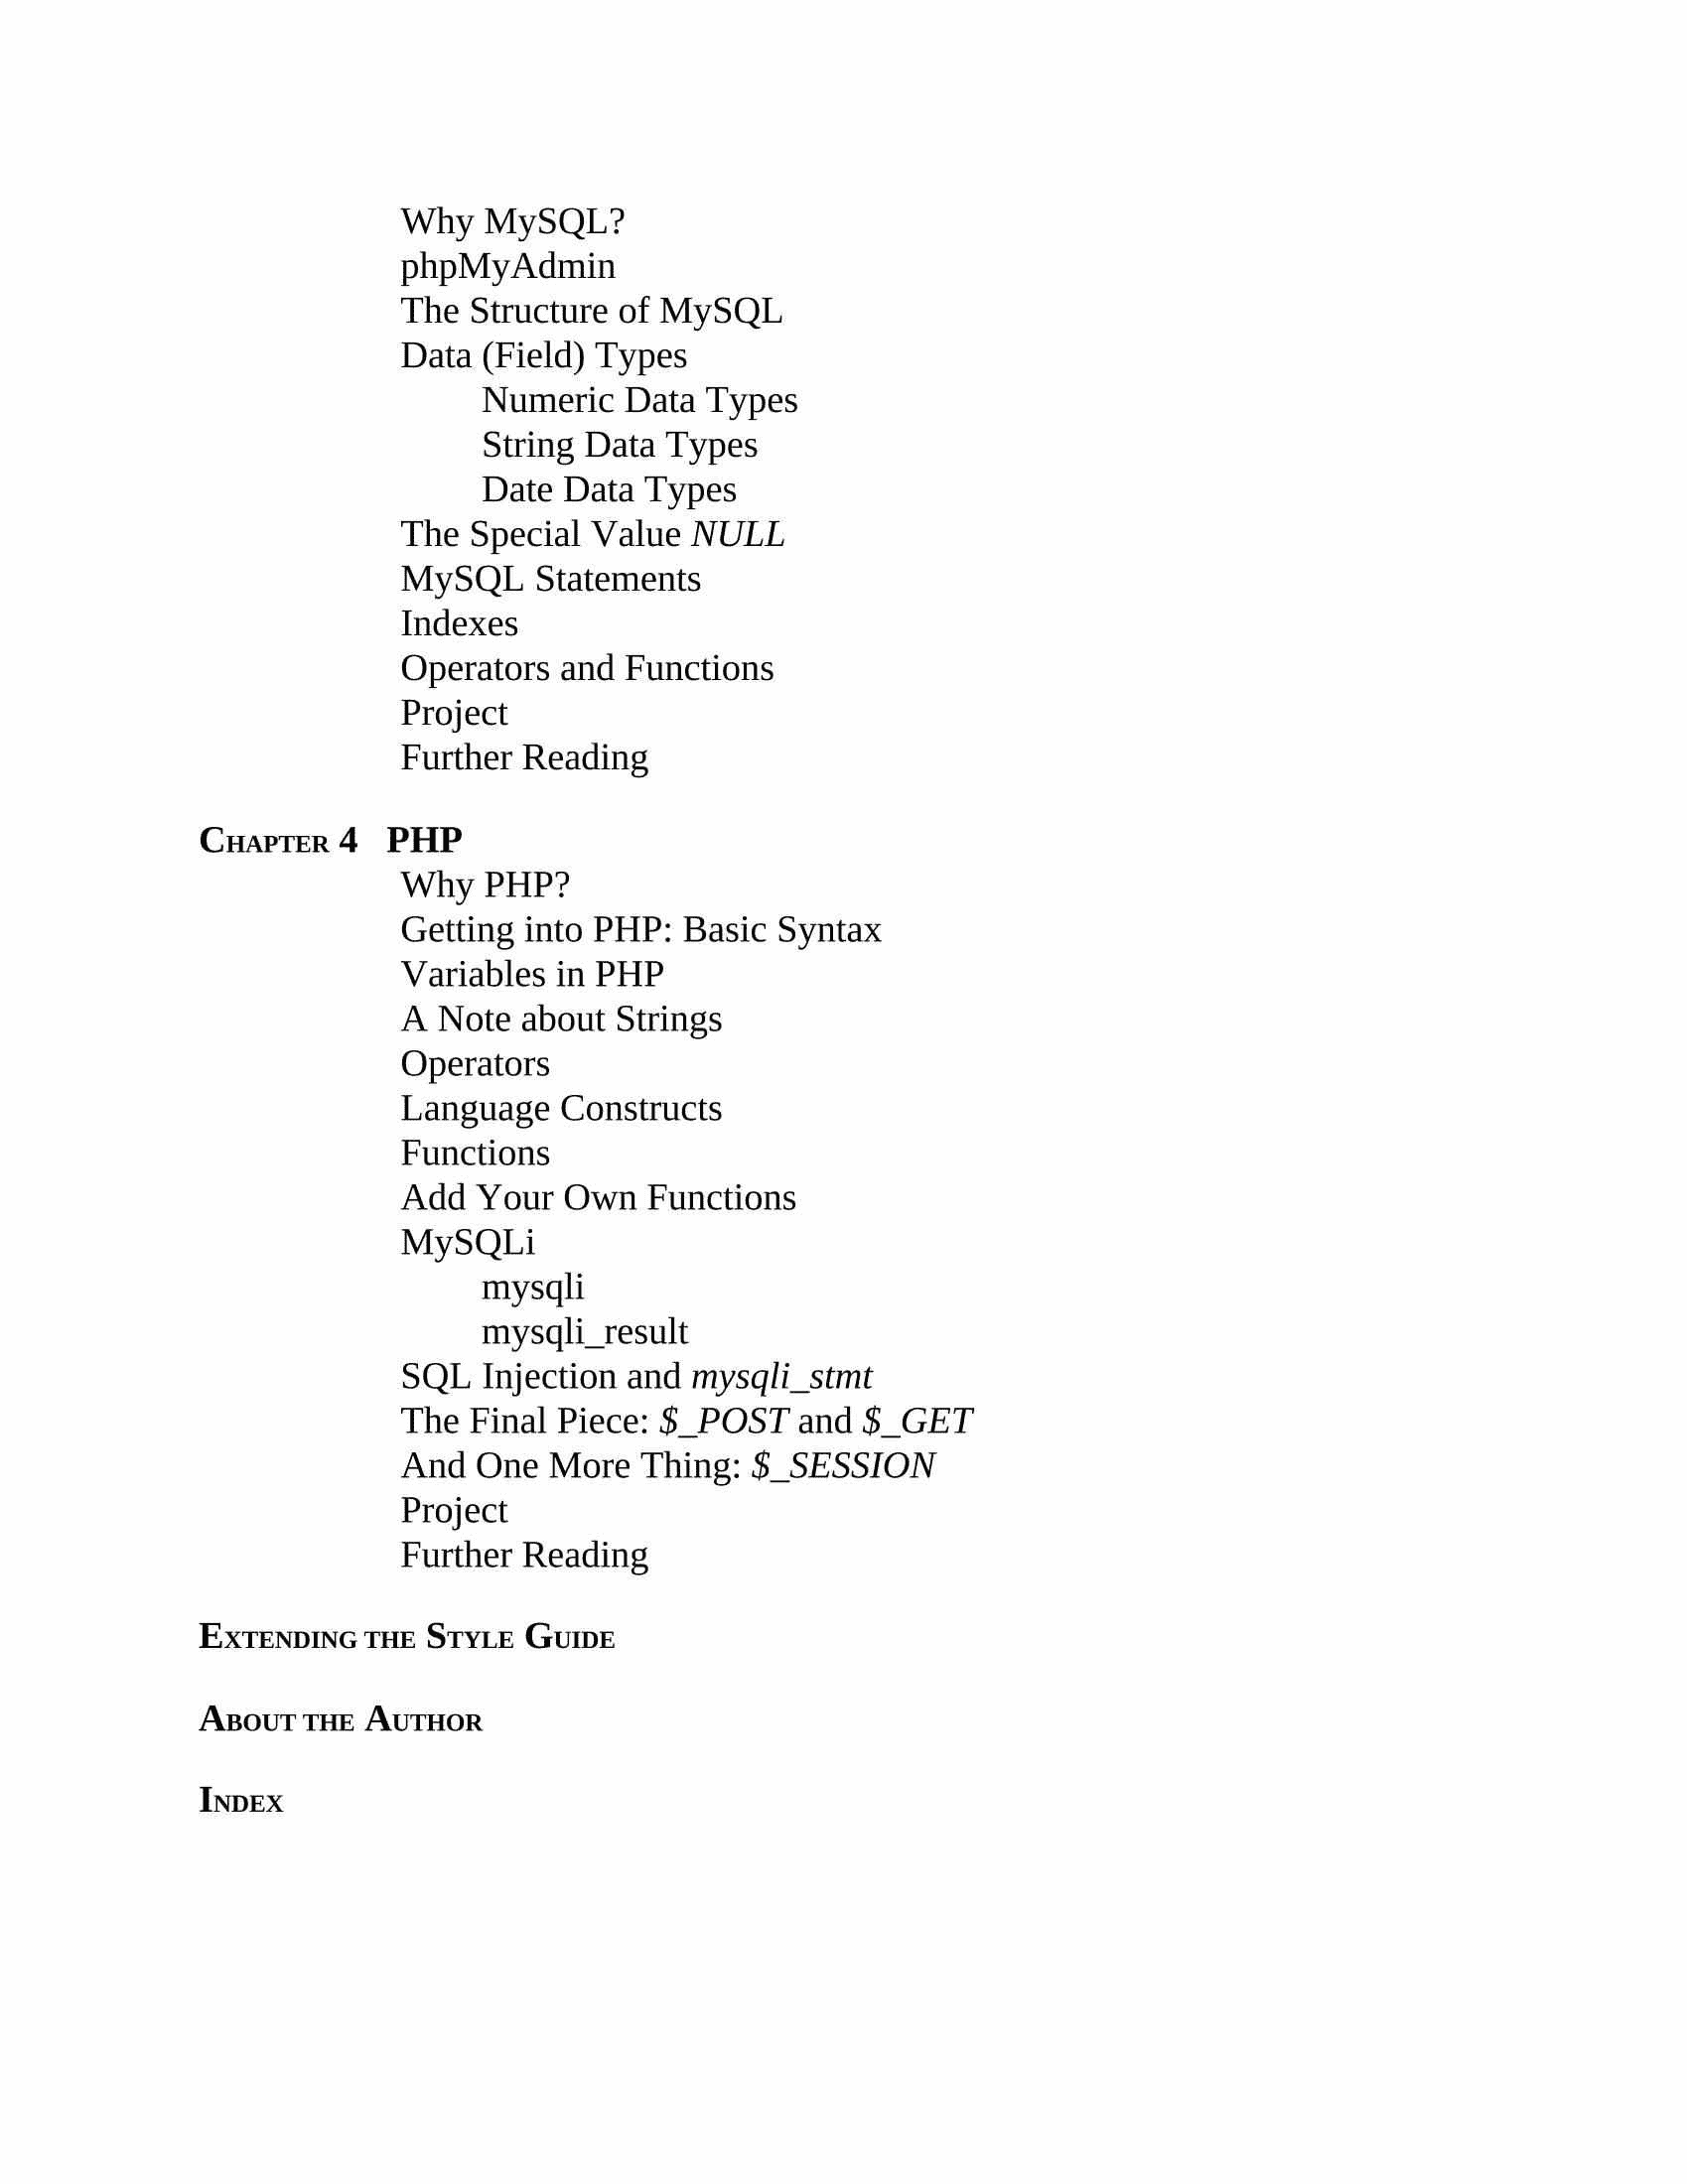 Why MySQL?
phpMyAdmin
The Structure of MySQL
Data (Field) Types
Numeric Data Types
String Data Types
Date Data Types
The Special Value NULL
MySQL Statements
Indexes
Operators and Functions
Project
Further Reading
Chapter 4 PHP
Why PHP?
Getting into PHP: Basic Syntax
Variables in PHP
A Note about Strings
Operators
Language Constructs
Functions
Add Your Own Functions
MySQLi
mysqli
mysqli_result
SQL Injection and mysqli_stmt
The Final Piece: $_POST and $_GET
And One More Thing: $_SESSION
Project
Further Reading
Extending the Style Guide
About the Author
Index